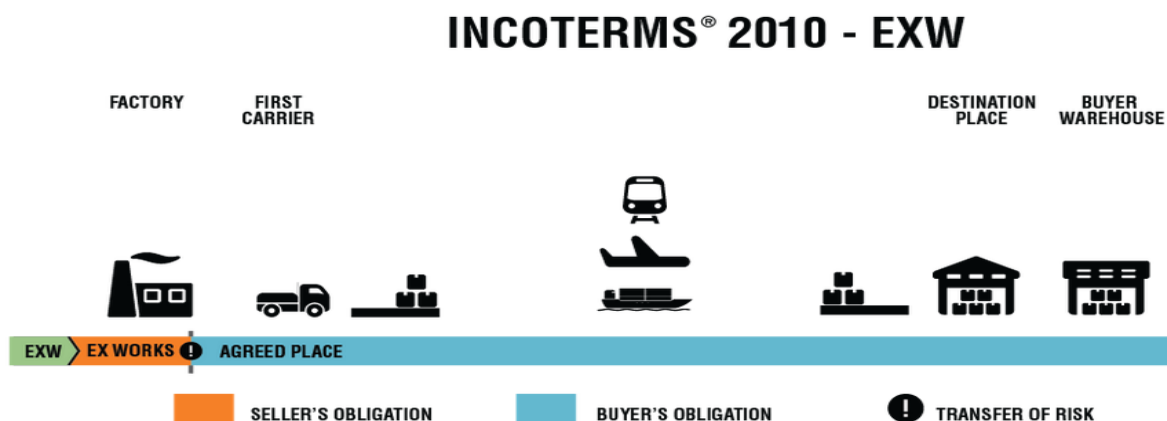 INCOTERMS® 2010 - EXW
FACTORY
FIRST
CARRIER
DESTINATION
PLACE
BUYER
WAREHOUSE
EXW
EX WORKS
!
AGREED PLACE
SELLER'S OBLIGATION
BUYER'S OBLIGATION
!
TRANSFER OF RISK